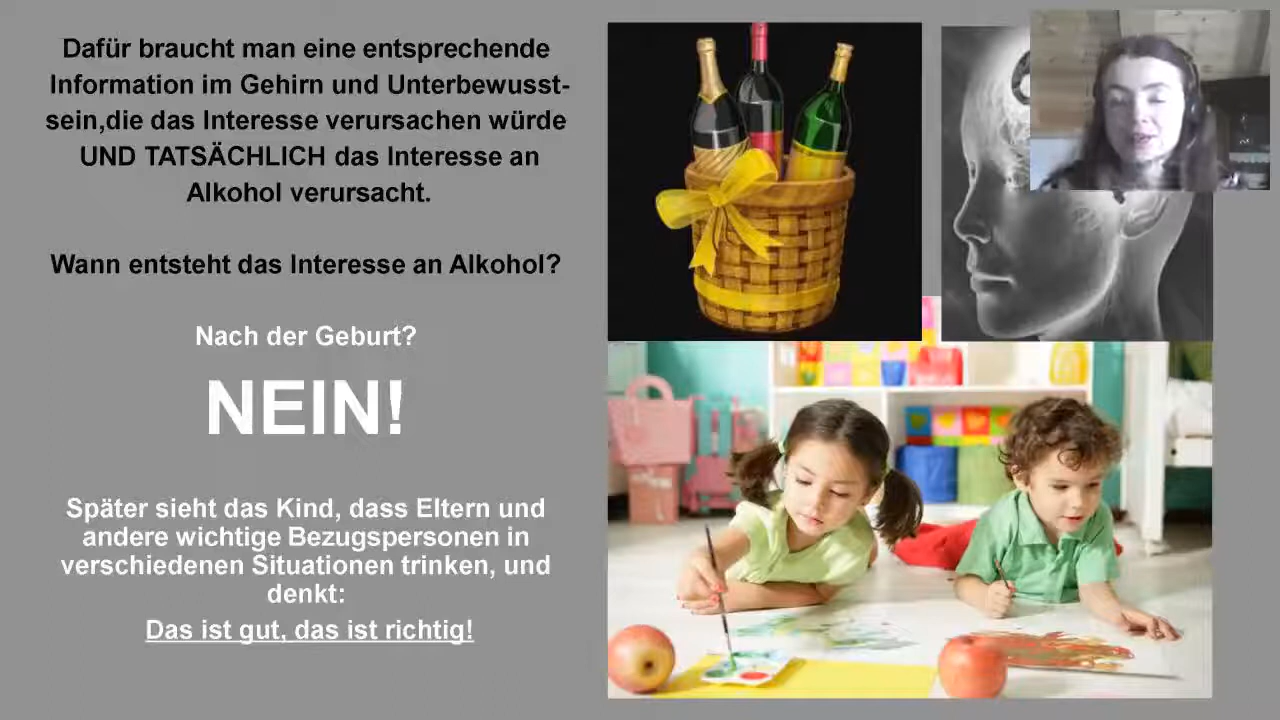 Dafür braucht man eine entsprechende
Information im Gehirn und Unterbewusst-
sein,die das Interesse verursachen würde
UND TATSÄCHLICH das Interesse an
Alkohol verursacht.
Wann entsteht das Interesse an Alkohol?
Nach der Geburt?
NEIN!
Später sieht das Kind, dass Eltern und
andere wichtige Bezugspersonen in
verschiedenen Situationen trinken, und
denkt:
Das ist gut, das ist richtig!